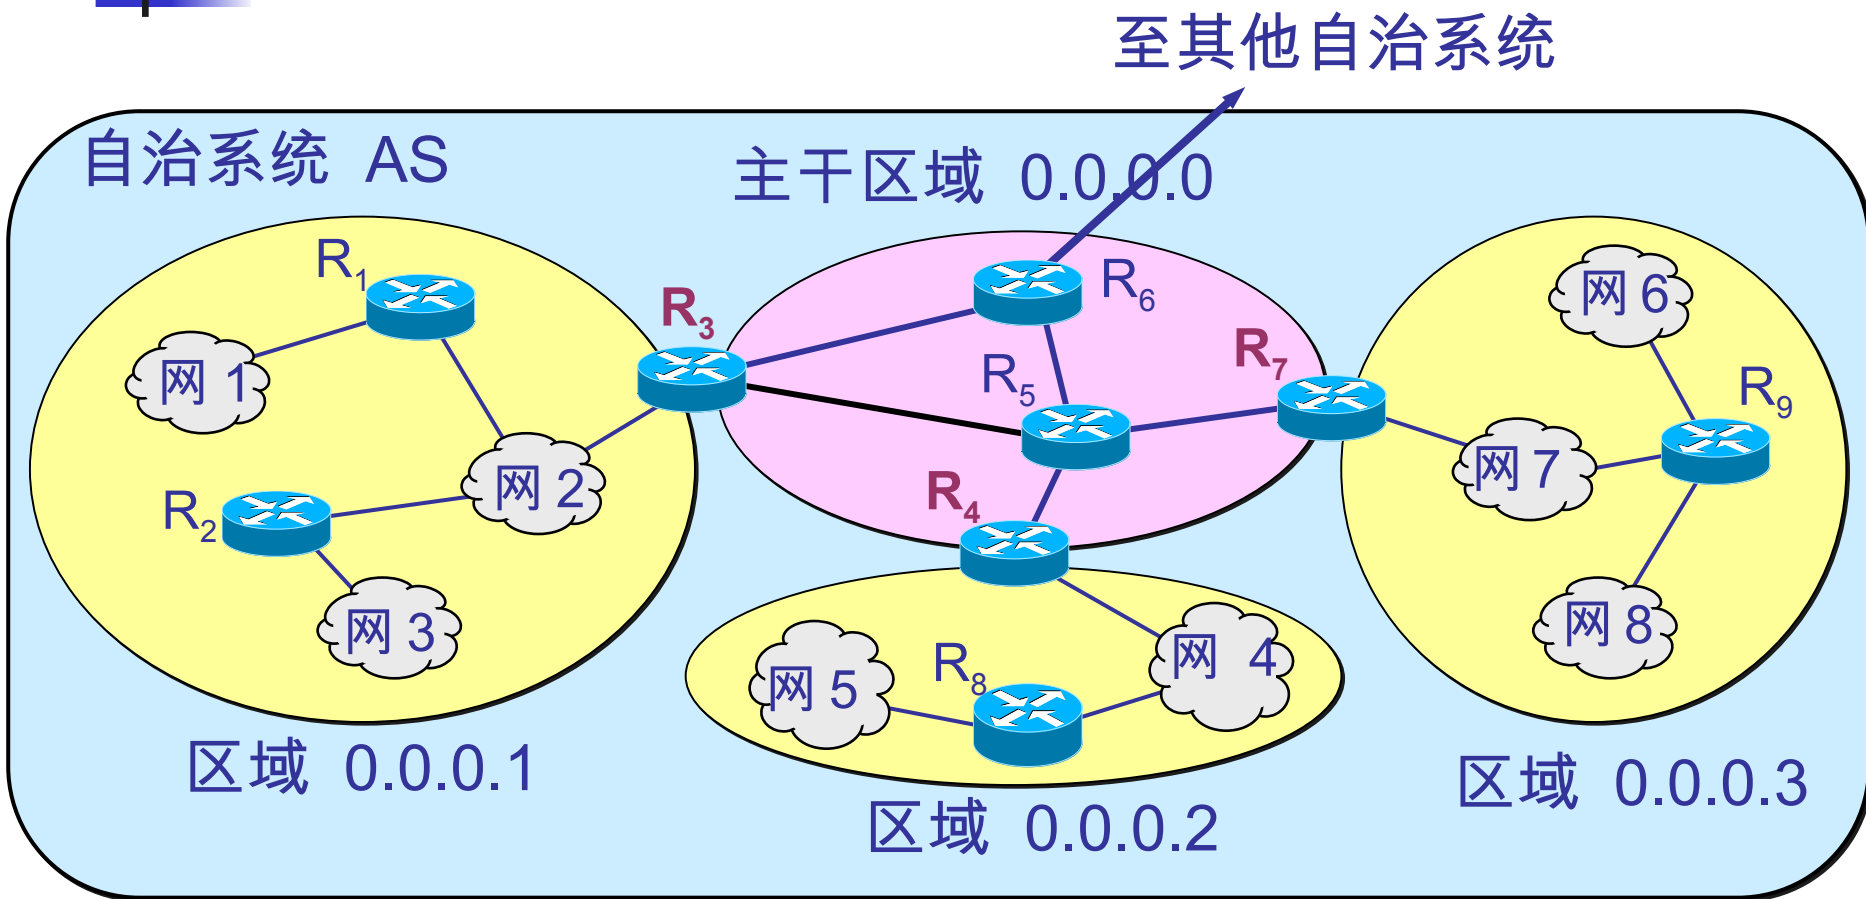 至其他自治系统
自治系统 AS
主干区域 0.0.0.0
R1
R3
R6
网 6
网 1
R5
R7
R9
网 2
网 7
R2
R4
网 3
网 5
R8
网 4
网 8
区域 0.0.0.1
区域 0.0.0.2
区域 0.0.0.3